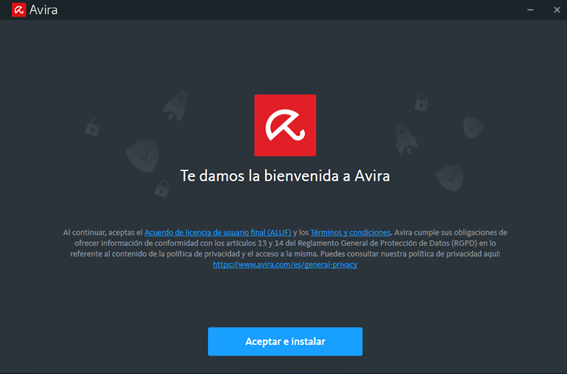 Avira
Te damos la bienvenida a Avira
Al continuar, aceptas el Acuerdo de licencia de usuario final (ALUF) y los Términos y condiciones. Avira cumple sus obligaciones de
ofrecer información de conformidad con los artículos 13 y 14 del Reglamento General de Protección de Datos (RGPD) en lo
referente al contenido de la política de privacidad y el acceso a la misma. Puedes consultar nuestra política de privacidad aquí:
https://www.avira.com/es/general-privacy
Aceptar e instalar